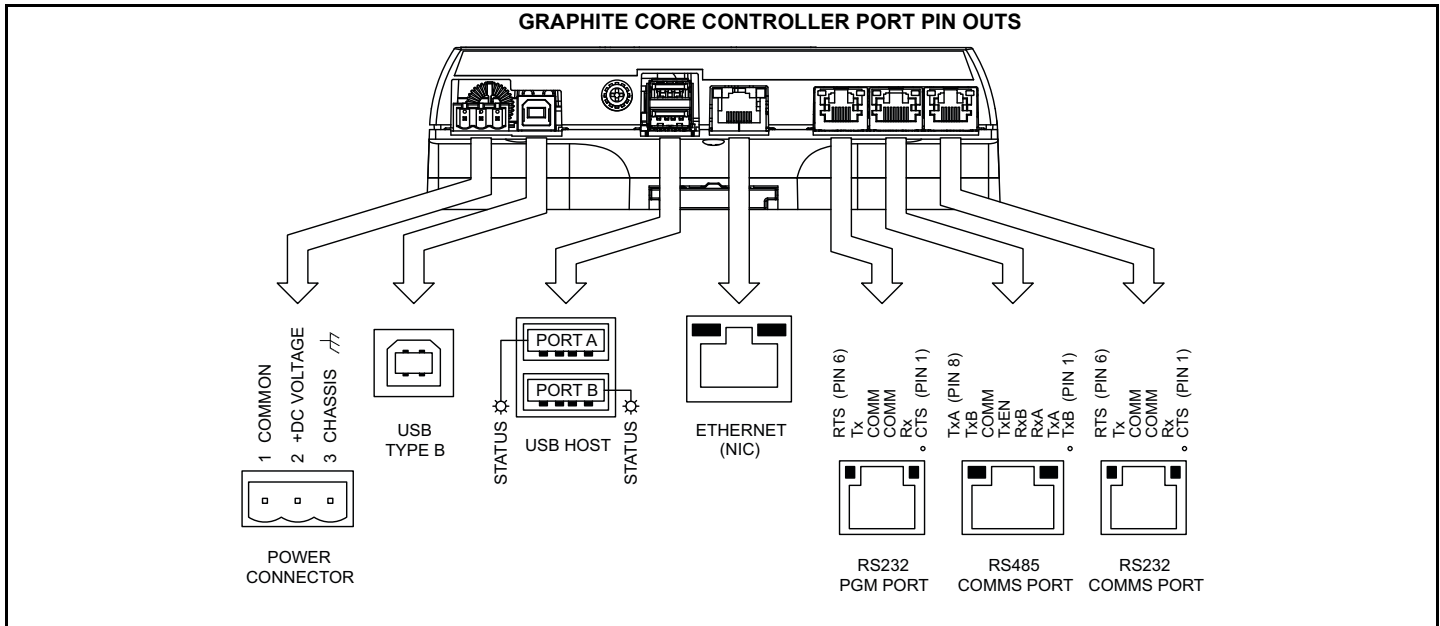 GRAPHITE CORE CONTROLLER PORT PIN OUTS
1 COMMON
2 +DC VOLTAGE
3 CHASSIS
POWER
CONNECTOR
USB
TYPE B
PORT A
PORT B
STATUS
STATUS
USB HOST
ETHERNET
(NIC)
RTS (PIN 6)
Tx
COMM
COMM
Rx
CTS (PIN 1)
RS232
PGM PORT
TxA (PIN 8)
TxB
COMM
TxEN
RxB
RxA
TxA
TxB (PIN 1)
RS485
COMMS PORT
RTS (PIN 6)
Tx
COMM
COMM
Rx
CTS (PIN 1)
RS232
COMMS PORT